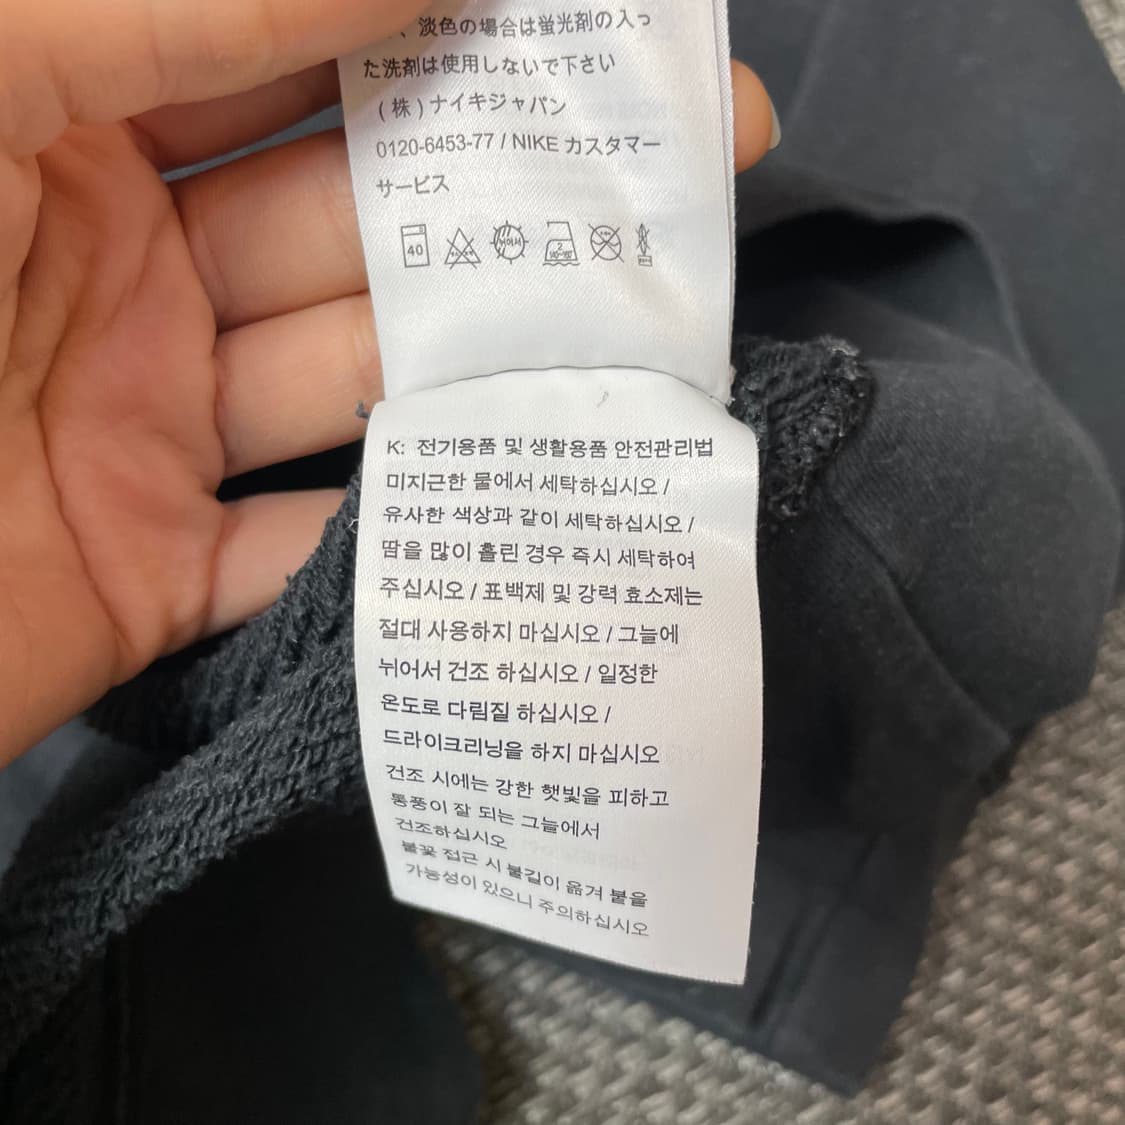 、淡色の場合は蛍光剤の入っ
た洗剤は使用しないで下さい
(株)ナイキジャパン
0120-6453-77 / NIKE カスタマー
サービス
40
2
K: 전기용품 및 생활용품 안전관리법
미지근한 물에서 세탁하십시오 /
유사한 색상과 같이 세탁하십시오 /
땀을 많이 흘린 경우 즉시 세탁하여
주십시오 / 표백제 및 강력 효소제는
절대 사용하지 마십시오 / 그늘에
뉘어서 건조 하십시오 / 일정한
온도로 다림질 하십시오 /
드라이크리닝을 하지 마십시오
건조 시에는 강한 햇빛을 피하고
통풍이 잘 되는 그늘에서
건조하십시오
불꽃 접근 시 불길이 옮겨 붙을
가능성이 있으니 주의하십시오